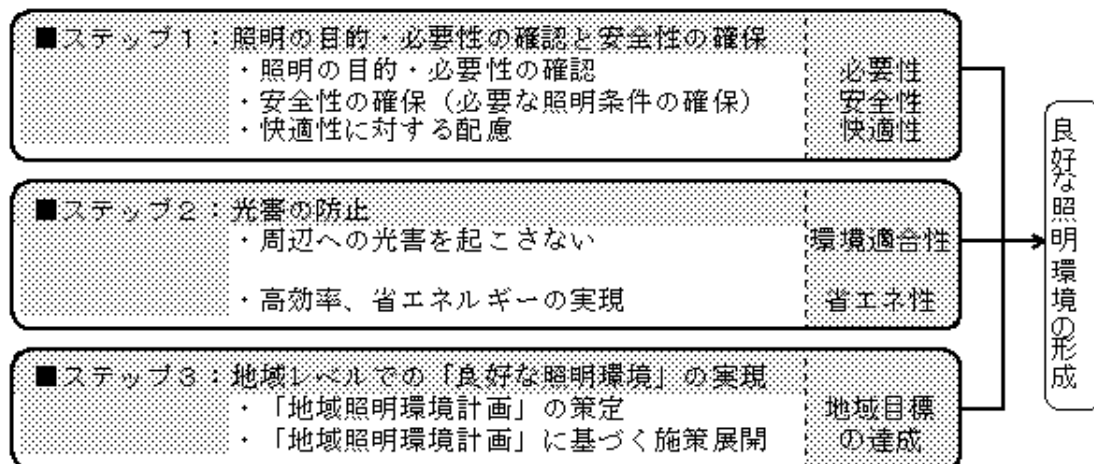 ■ステップ1:照明の目的・必要性の確認と安全性の確保
・照明の目的・必要性の確認
必要性
・安全性の確保(必要な照明条件の確保)
安全性
・快適性に対する配慮
快適性
■ステップ2:光害の防止
・周辺への光害を起こさない
環境適合性
・高効率、省エネルギーの実現
省エネ性
■ステップ3:地域レベルでの「良好な照明環境」の実現
・「地域照明環境計画」の策定
地域目標
・「地域照明環境計画」に基づく施策展開
の達成
良好な照明環境の形成